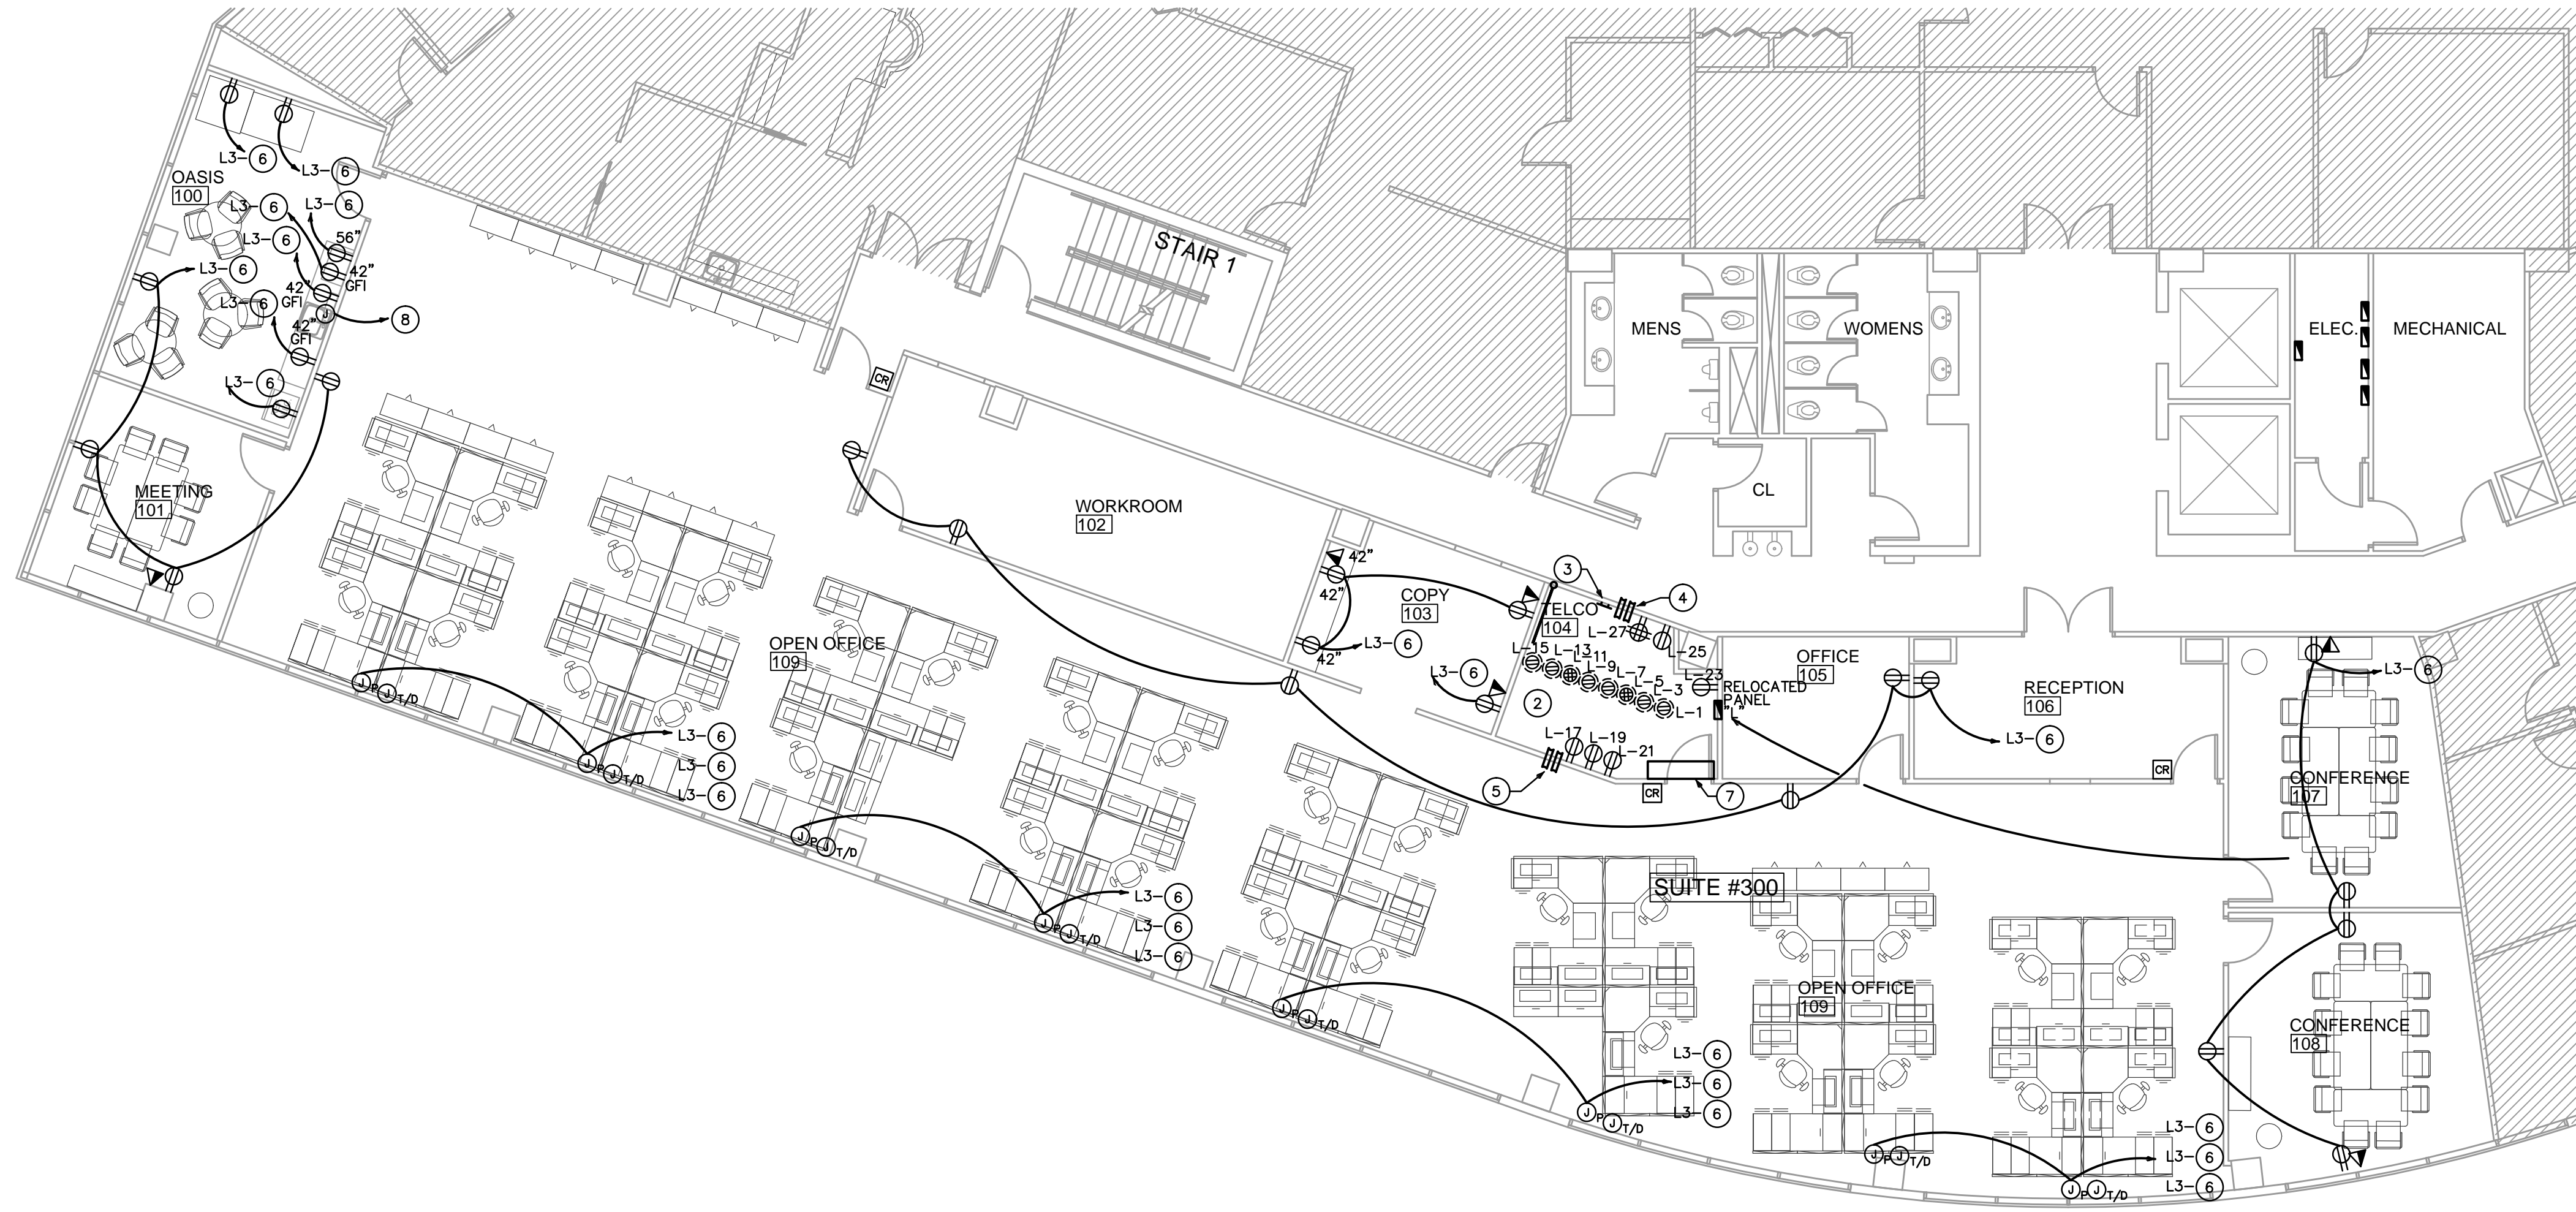 L3-6
L3-6
OASIS
100
L3-6
L3-6
L3-6
56"
42"
GFI
L3-6
42"
GFI
L3-6
J
8
42"
GFI
L3-6
MEETING
101
STAIR 1
CR
MENS
WOMENS
ELEC.
MECHANICAL
CL
WORKROOM
102
42"
42"
COPY
103
42"
L3-6
L3-6
3
4
TELCO
104
L-27
L-25
L-15
L-13
L-11
L-9
L-7
L-5
L-3
L-1
L-23
2
RELOCATED
PANEL
"L"
L-17
L-19
L-21
5
CR
7
OFFICE
105
RECEPTION
106
L3-6
CR
L3-6
CONFERENCE
107
OPEN OFFICE
109
J P J T/D
J P J T/D
L3-6
L3-6
L3-6
J P J T/D
J P J T/D
L3-6
L3-6
L3-6
SUITE #300
J P J T/D
J P J T/D
L3-6
L3-6
L3-6
OPEN OFFICE
109
J P J T/D
J P J T/D
L3-6
L3-6
L3-6
CONFERENCE
108